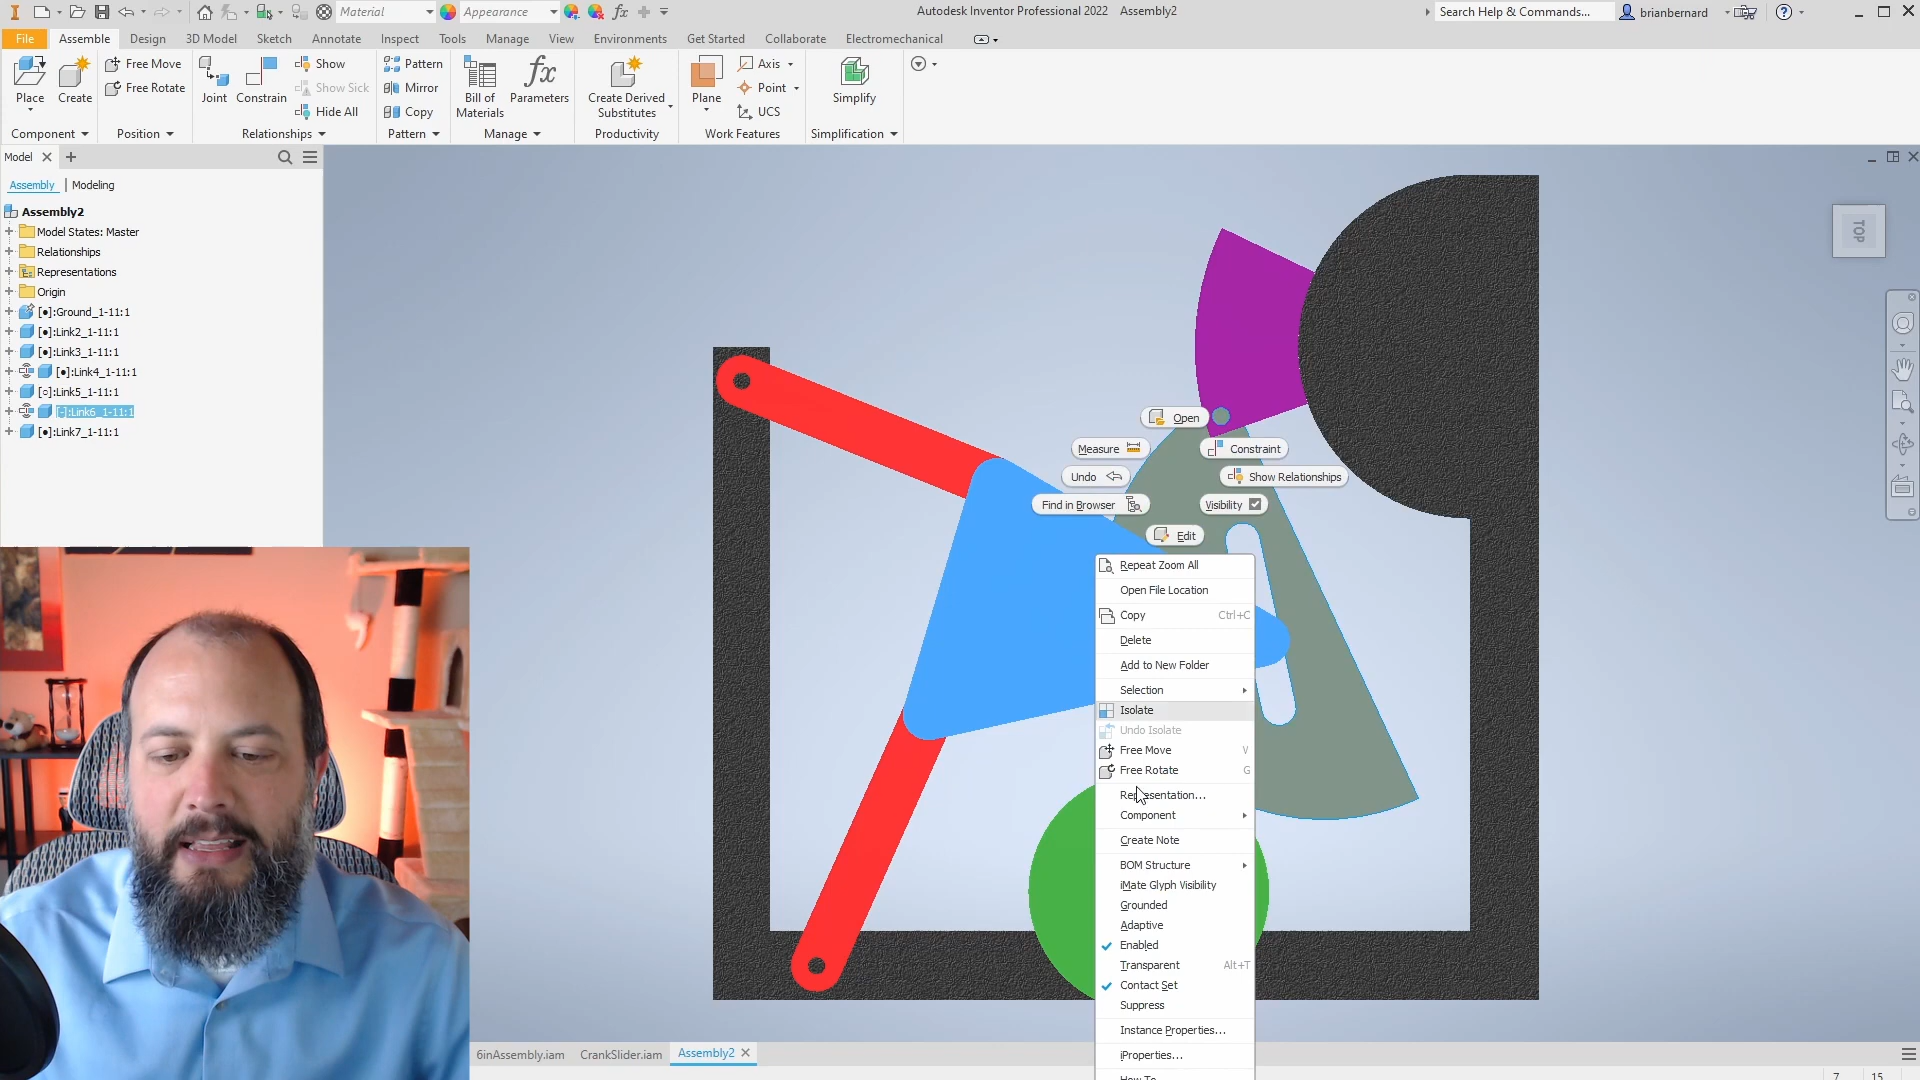 Material
Appearance
fx
Autodesk Inventor Professional 2022 Assembly2
Search Help & Commands...
brianbernard
File
Assemble
Design
3D Model
Sketch
Annotate
Inspect
Tools
Manage
View
Environments
Get Started
Collaborate
Electromechanical
Place
Create
Component
Free Move
Free Rotate
Position
Joint
Constrain
Show
Show Sick
Hide All
Relationships
Pattern
Mirror
Copy
Pattern
Bill of
Materials
fx
Parameters
Manage
Create Derived
Substitutes
Productivity
Plane
Axis
Point
UCS
Work Features
Simplify
Simplification
Model
Assembly
Modeling
Assembly2
Model States: Master
Relationships
Representations
Origin
[●]:Ground_1-11:1
[●]:Link2_1-11:1
[●]:Link3_1-11:1
[●]:Link4_1-11:1
[○]:Link5_1-11:1
[-]:Link6_1-11:1
[●]:Link7_1-11:1
TOP
Open
Measure
Constraint
Undo
Show Relationships
Find in Browser
Visibility
Edit
Repeat Zoom All
Open File Location
Copy Ctrl+C
Delete
Add to New Folder
Selection
Isolate
Undo Isolate
Free Move V
Free Rotate G
Representation...
Component
Create Note
BOM Structure
iMate Glyph Visibility
Grounded
Adaptive
Enabled
Transparent Alt+T
Contact Set
Suppress
Instance Properties...
iProperties...
How To
6inAssembly.iam
CrankSlider.iam
Assembly2
7 15